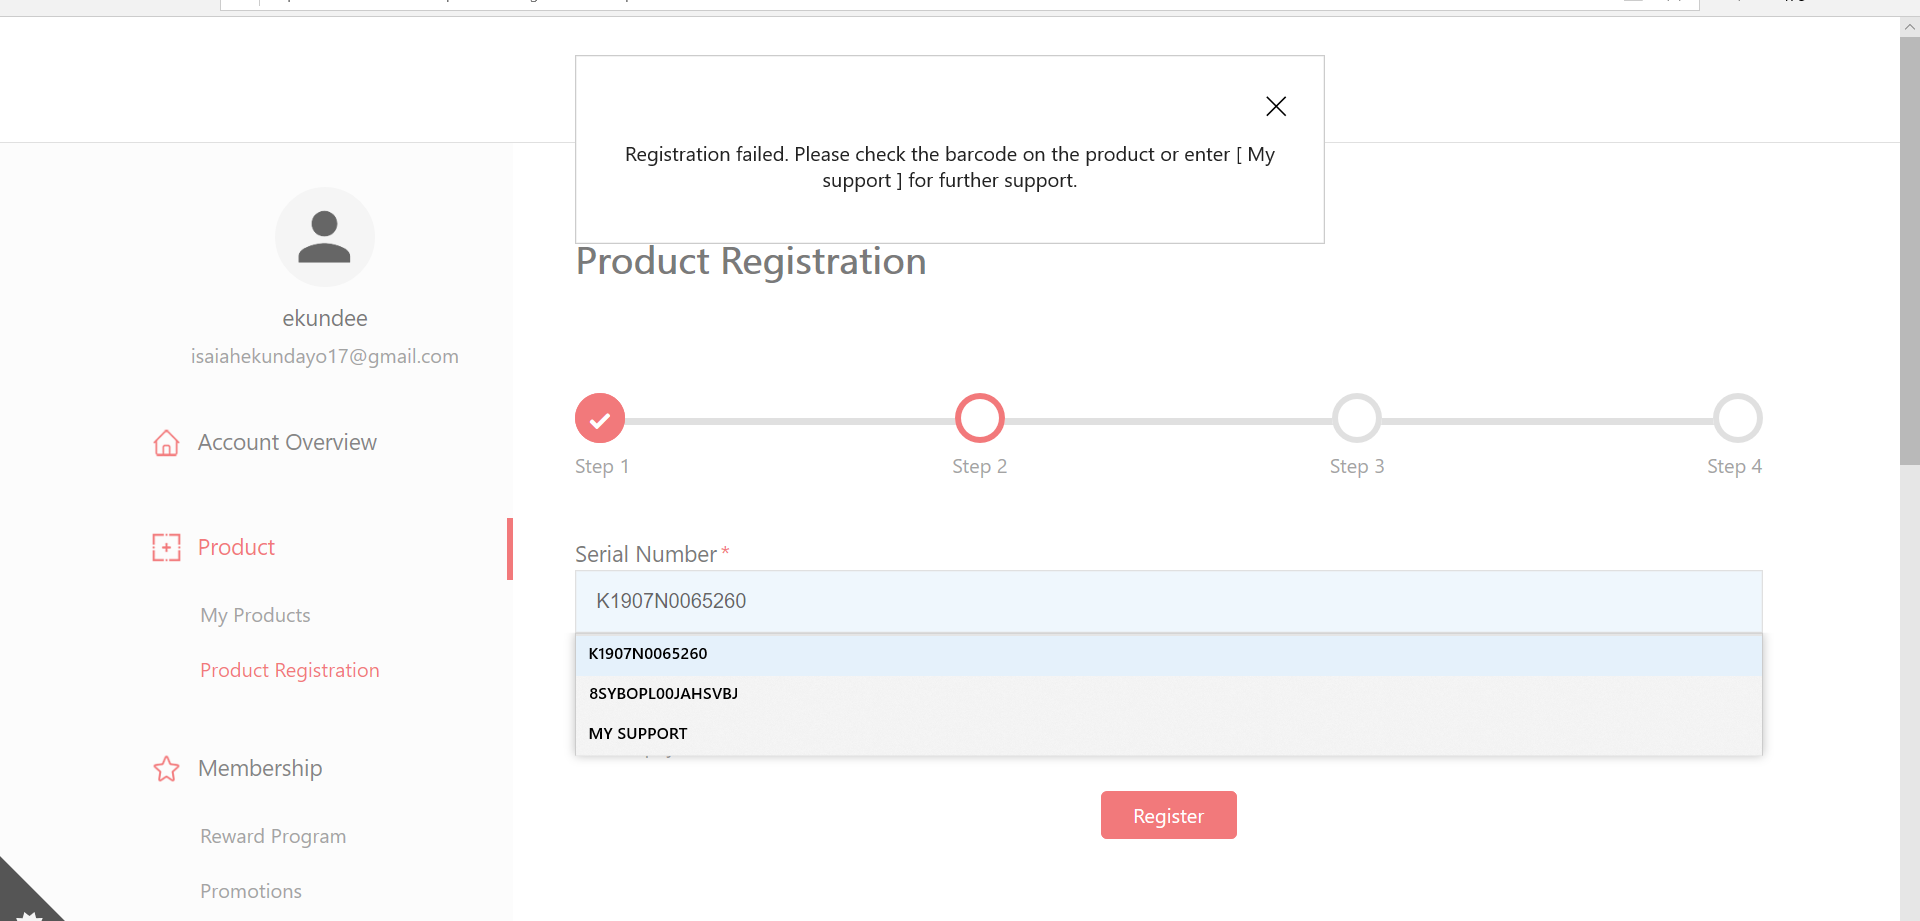 Registration failed. Please check the barcode on the product or enter [ My
support ] for further support.
Product Registration
ekundee
isaiahekundayo17@gmail.com
Account Overview
Product
My Products
Product Registration
Membership
Reward Program
Promotions
Step 1
Step 2
Step 3
Step 4
Serial Number *
K1907N0065260
K1907N0065260
8SYBOPL00JAHSVBJ
MY SUPPORT
Register